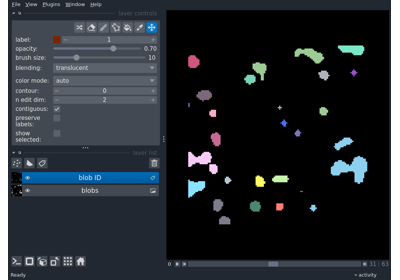 File View Plugins Window Help
layer controls
label: 1
opacity: 0.70
brush size: 10
blending: translucent
color mode: auto
contour: 0
n edit dim: 2
contiguous:
preserve
labels:
show
selected:
layer list
blob ID
blobs
0 31 63
Ready activity